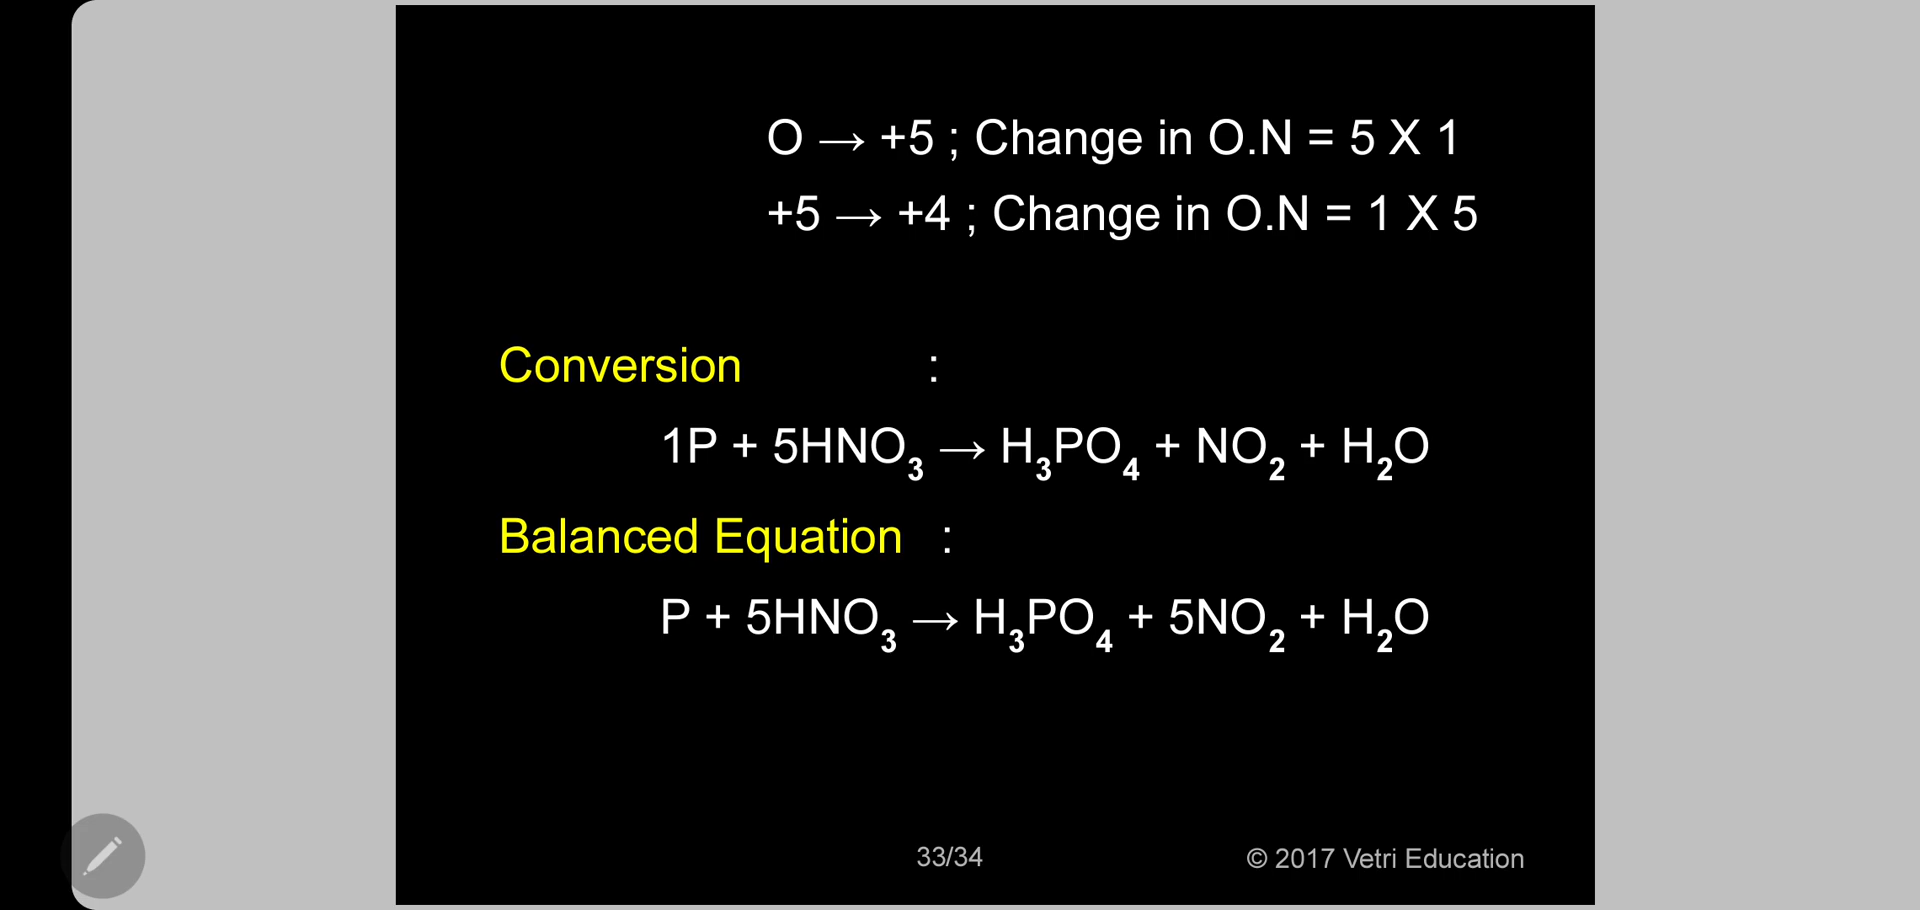 O → +5 ; Change in O.N = 5 X 1
+5 → +4 ; Change in O.N = 1 X 5
Conversion :
1P + 5HNO₃ → H₃PO₄ + NO₂ + H₂O
Balanced Equation :
P + 5HNO₃ → H₃PO₄ + 5NO₂ + H₂O
33/34
© 2017 Vetri Education